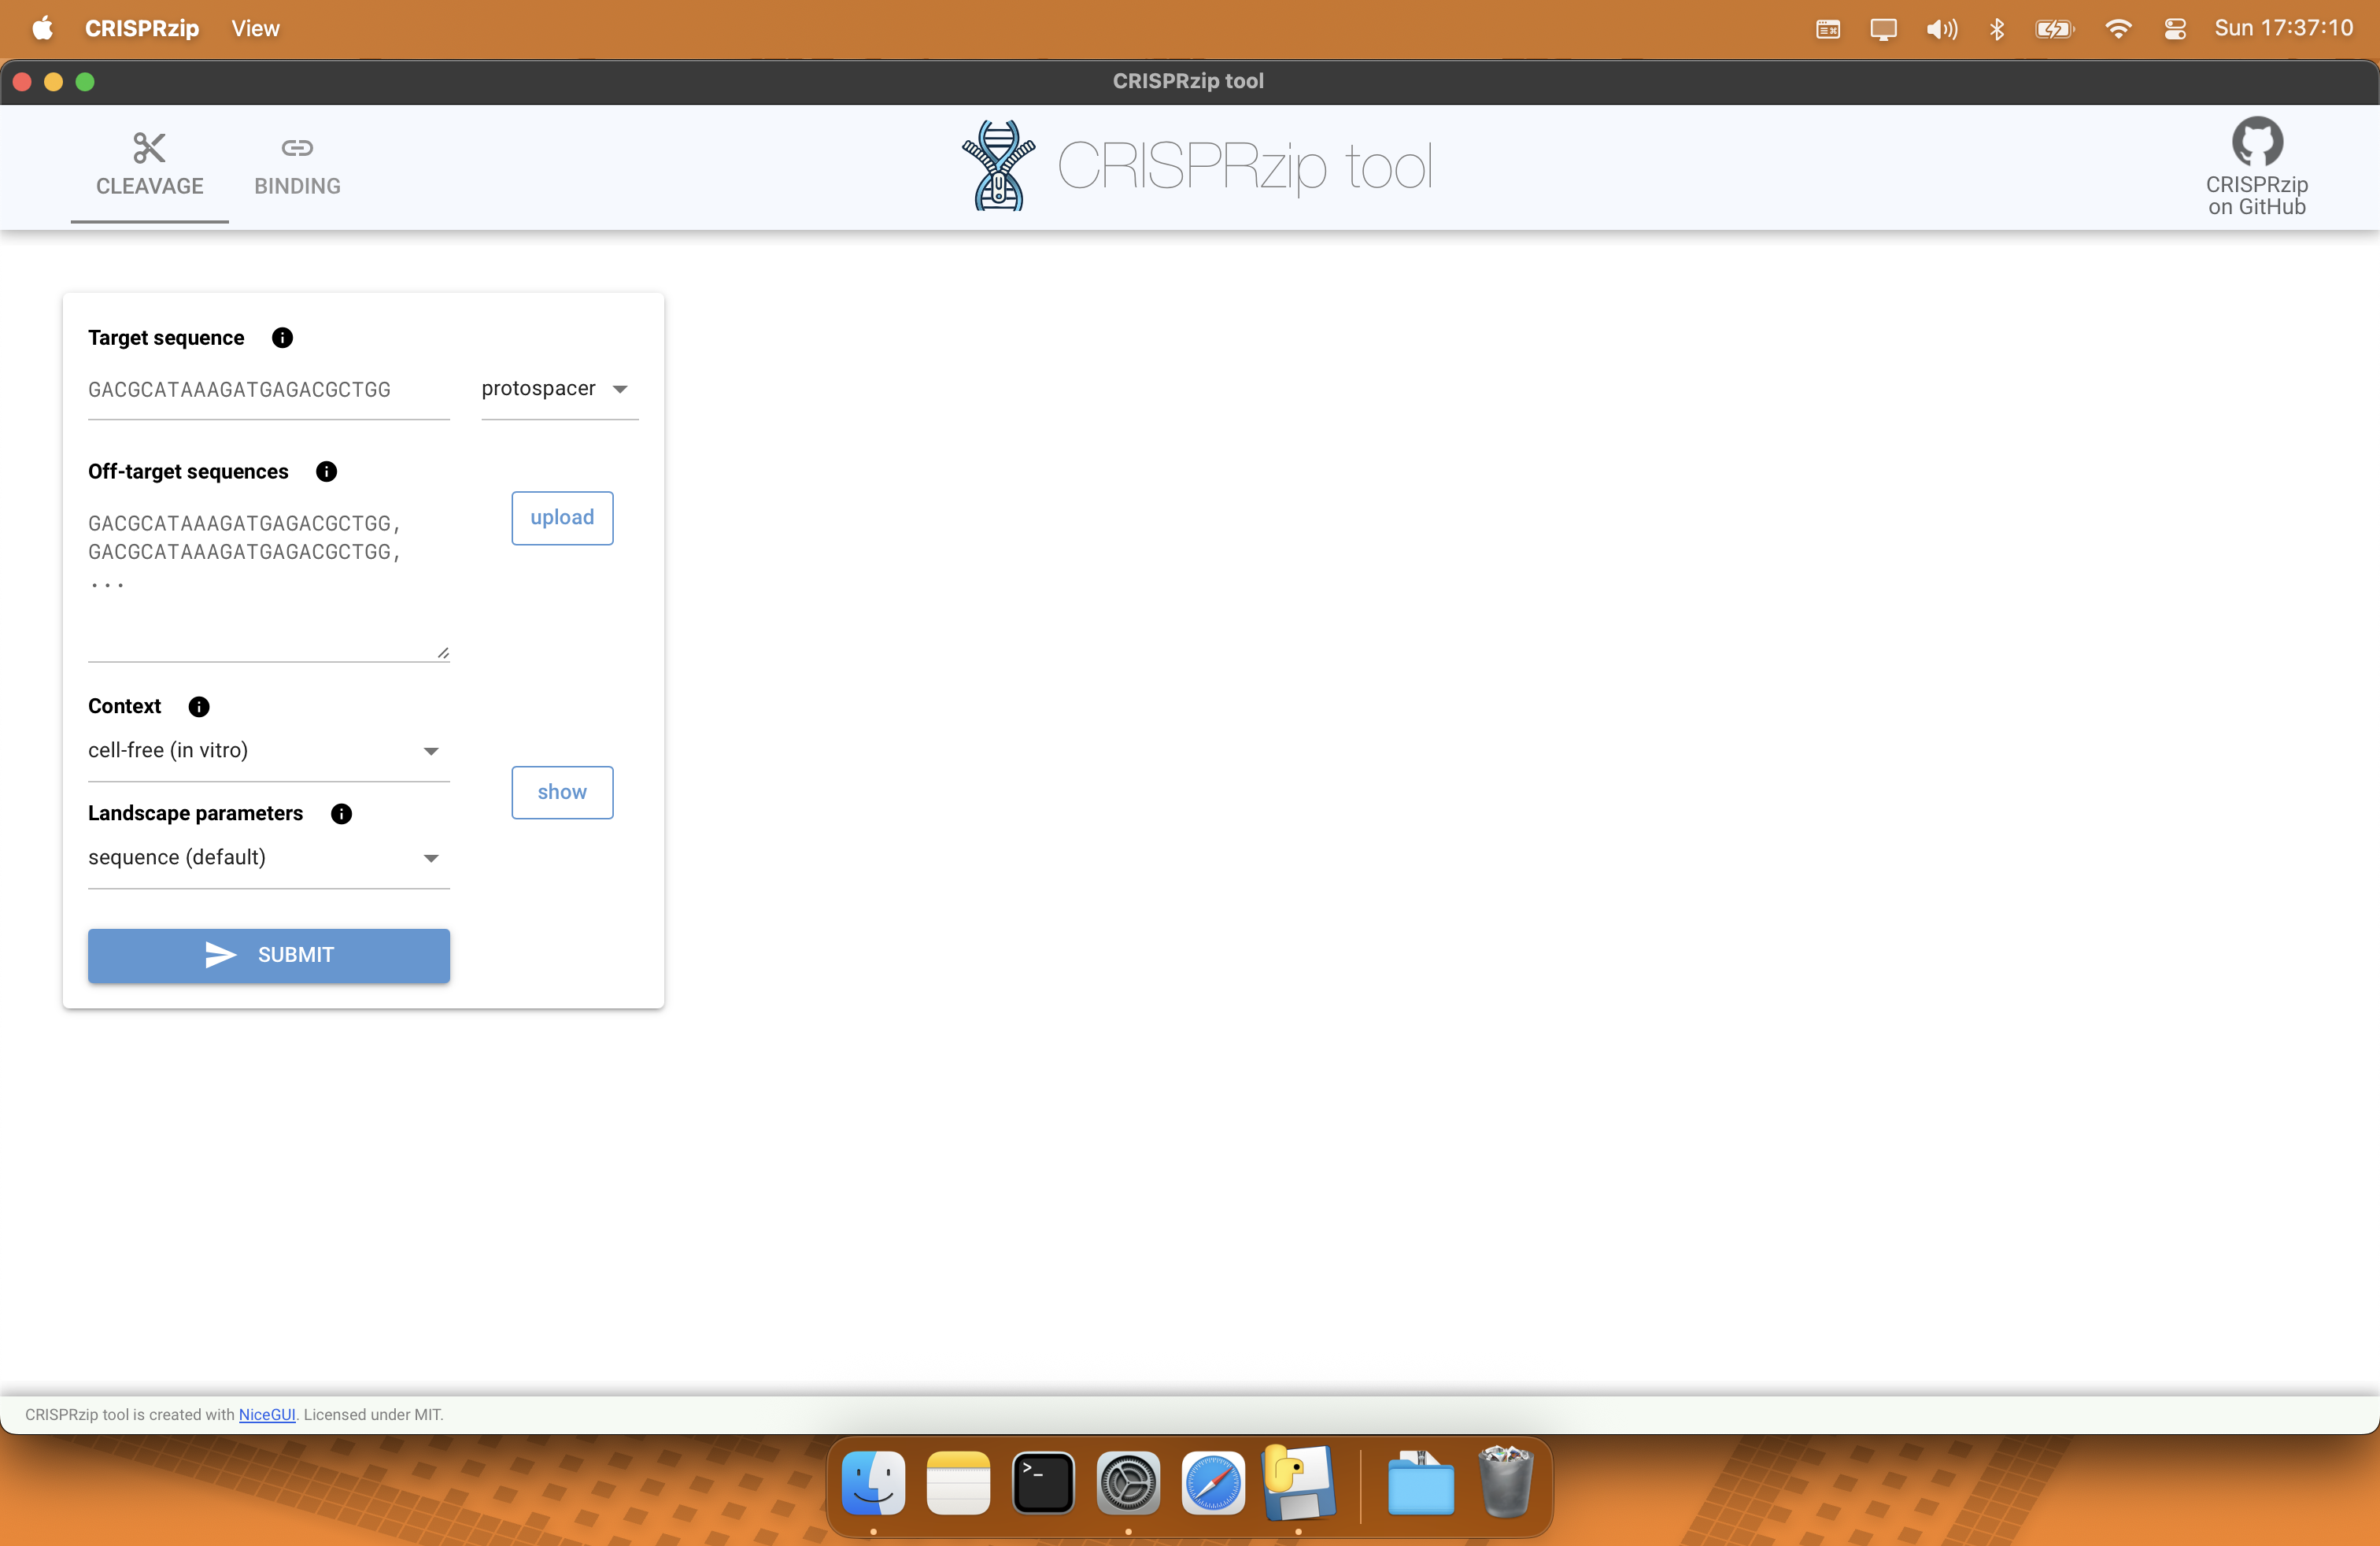 CRISPRzip View Sun 17:37:10
CRISPRzip tool
CLEAVAGE BINDING
CRISPRzip tool
CRISPRzip
on GitHub
Target sequence
GACGCATAAAGATGAGACGCTGG protospacer
Off-target sequences
GACGCATAAAGATGAGACGCTGG,
GACGCATAAAGATGAGACGCTGG,
...
upload
Context
cell-free (in vitro)
show
Landscape parameters
sequence (default)
SUBMIT
CRISPRzip tool is created with NiceGUI. Licensed under MIT.